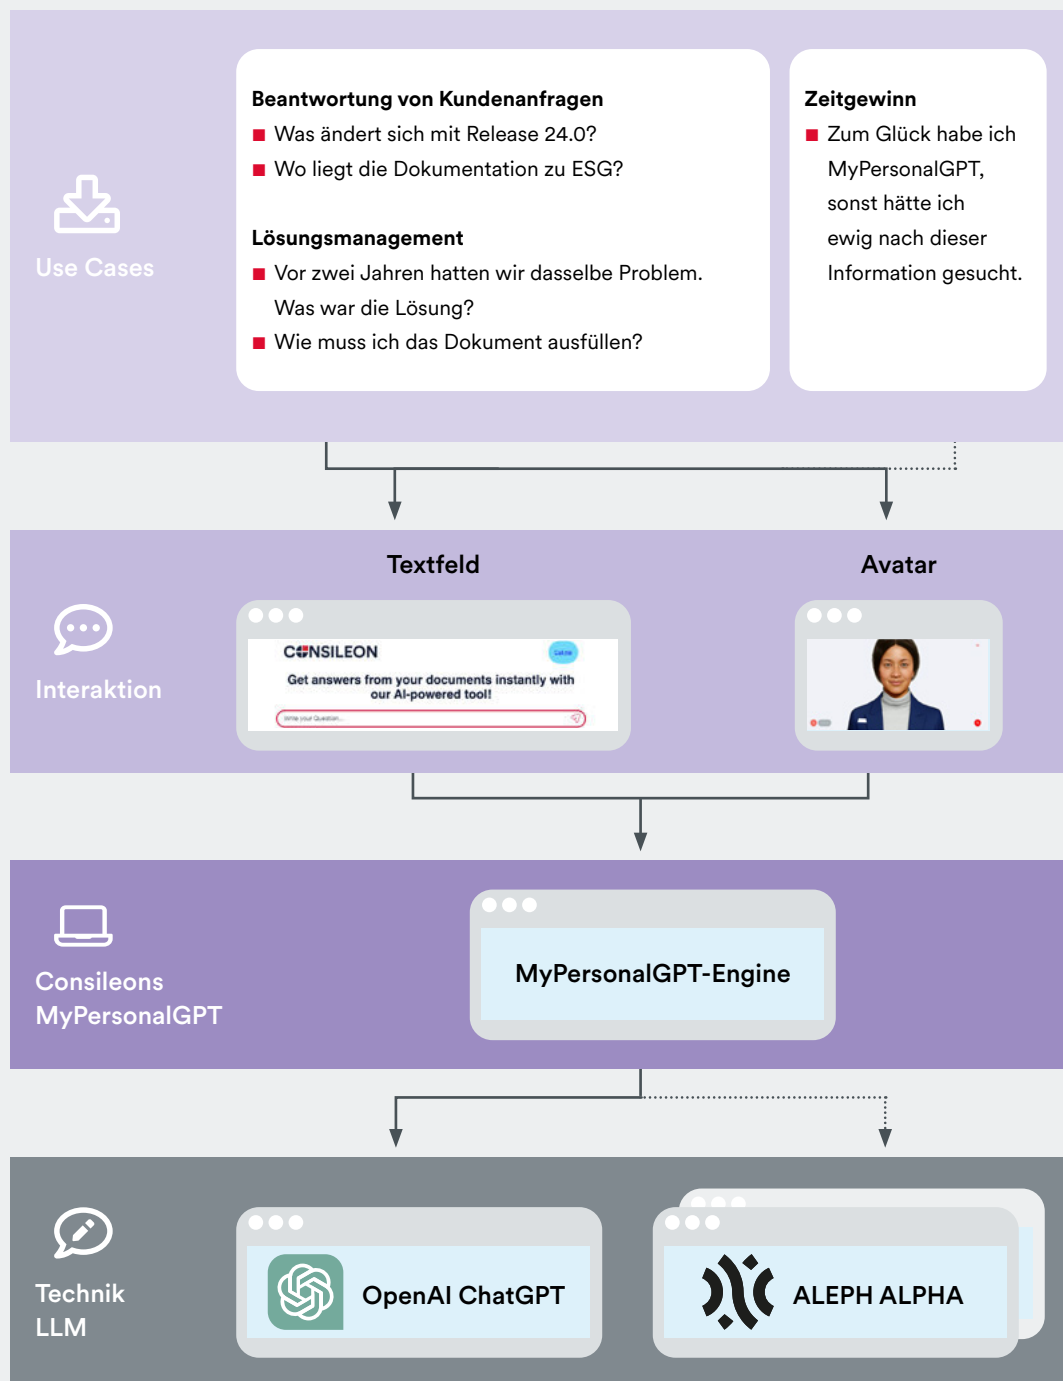 Use Cases
Beantwortung von Kundenanfragen
Was ändert sich mit Release 24.0?
Wo liegt die Dokumentation zu ESG?
Lösungsmanagement
Vor zwei Jahren hatten wir dasselbe Problem.
Was war die Lösung?
Wie muss ich das Dokument ausfüllen?
Zeitgewinn
Zum Glück habe ich
MyPersonalGPT,
sonst hätte ich
ewig nach dieser
Information gesucht.
Interaktion
Textfeld
CONSILEON
Get answers from your documents instantly with
our AI-powered tool!
Write your Question...
Avatar
Consileons
MyPersonalGPT
MyPersonalGPT-Engine
Technik
LLM
OpenAI ChatGPT
ALEPH ALPHA